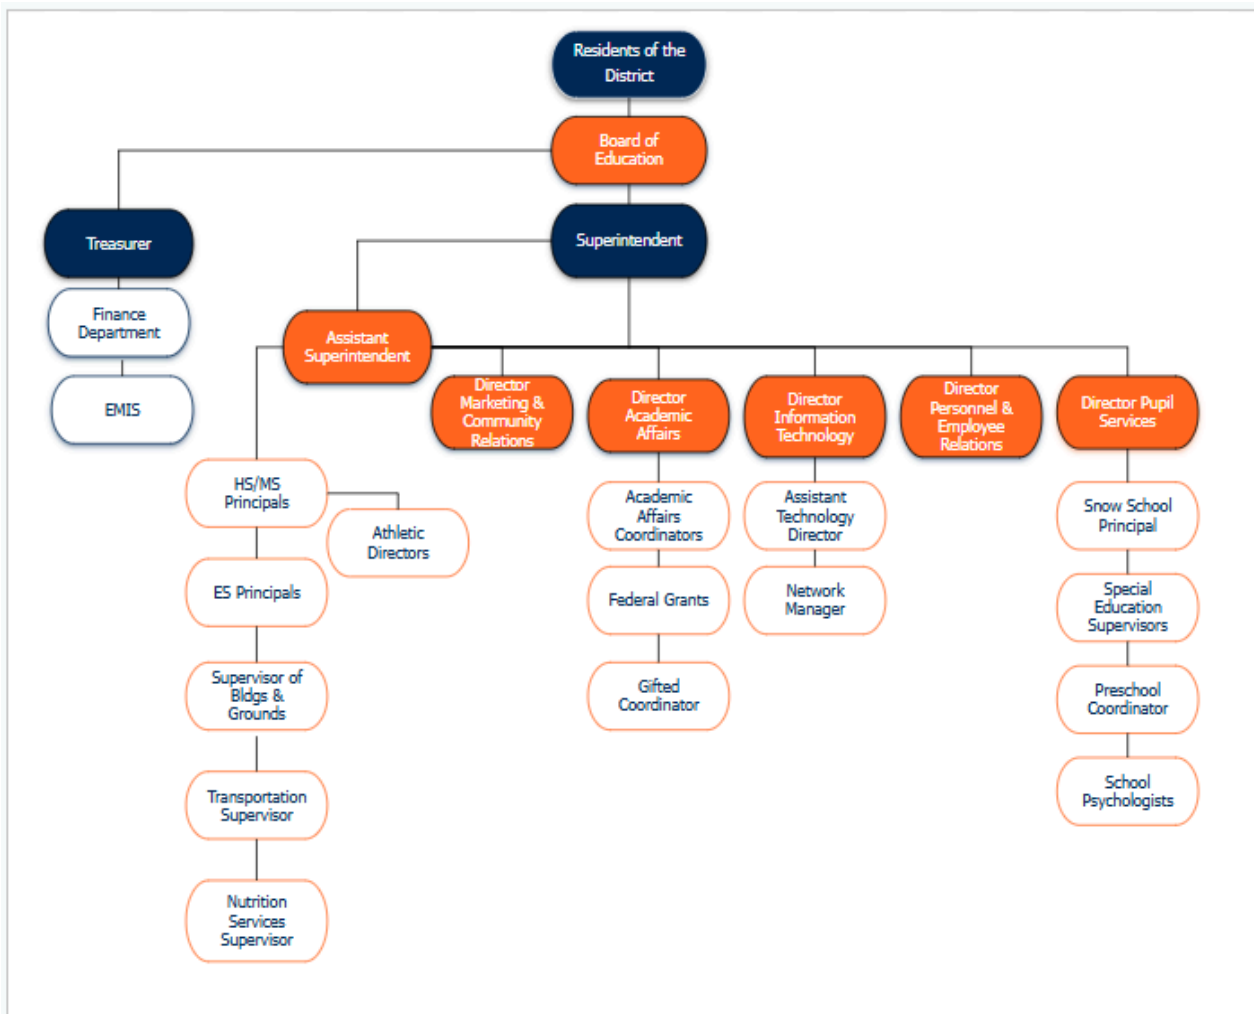 Residents of the
District
Board of
Education
Treasurer
Superintendent
Finance
Department
EMIS
Assistant
Superintendent
Director
Marketing &
Community
Relations
Director
Academic
Affairs
Director
Information
Technology
Director
Personnel &
Employee
Relations
Director Pupil
Services
HS/MS
Principals
Athletic
Directors
ES Principals
Supervisor of
Bldgs &
Grounds
Transportation
Supervisor
Nutrition
Services
Supervisor
Academic
Affairs
Coordinators
Federal Grants
Gifted
Coordinator
Assistant
Technology
Director
Network
Manager
Snow School
Principal
Special
Education
Supervisors
Preschool
Coordinator
School
Psychologists